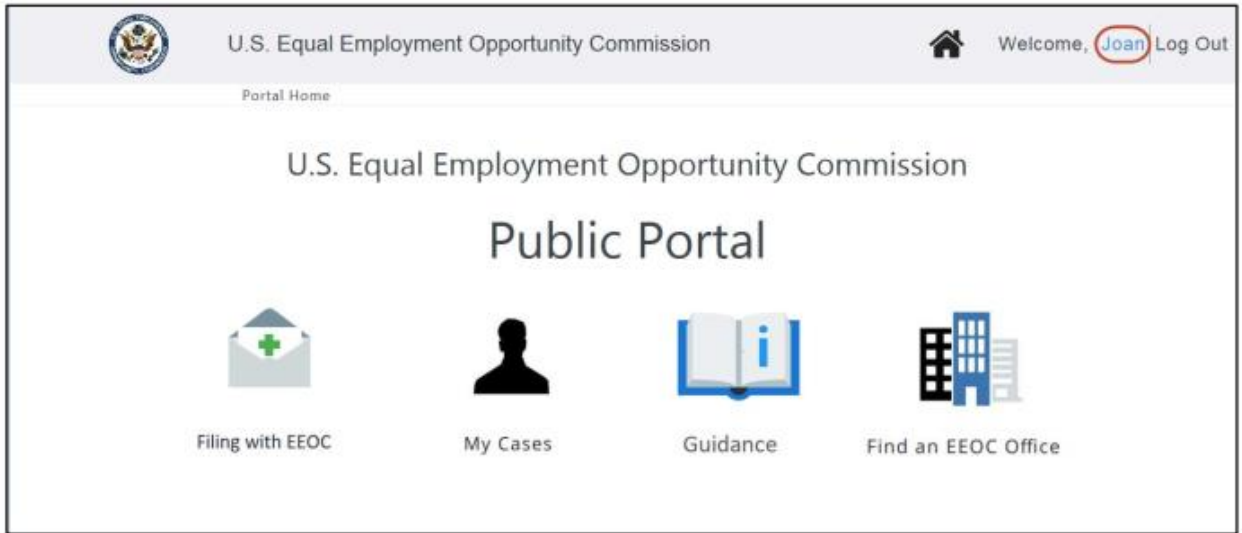 U.S. Equal Employment Opportunity Commission
Welcome, Joan Log Out
Portal Home
U.S. Equal Employment Opportunity Commission
Public Portal
i
Filing with EEOC
My Cases
Guidance
Find an EEOC Office